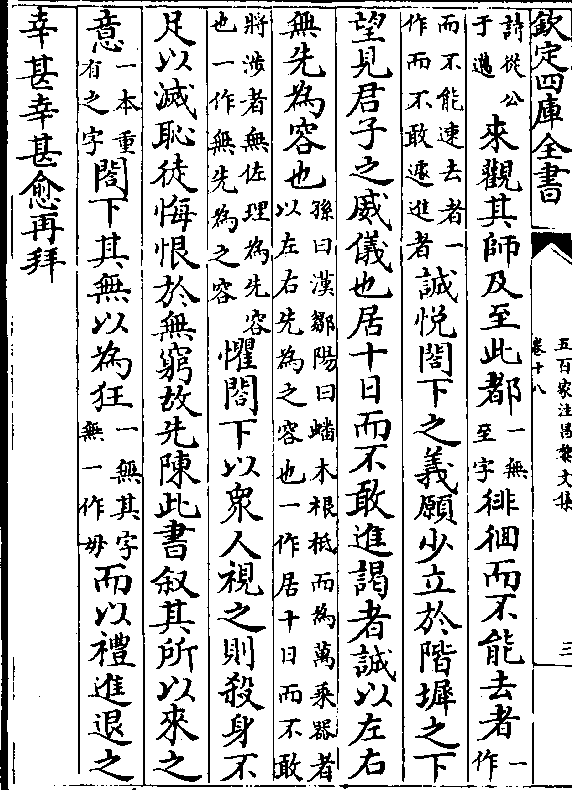 欽定四庫全書
五百家注昌黎文集
卷十八
三
詩從公
于邁
來觀其師及至此都
一無
至字
徘徊而不能去者
一
作
而不能速去者一
作而不敢遽進者
誠悦閤下之義願少立於階墀之下
望見君子之威儀也居十日而不敢進謁者誠以左右
無先為容也
孫曰漢鄒陽曰蟠木根柢而為萬乗器者
以左右先為之容也一作居十日而不敢
將涉者無佐理為先容
也一作無先為之容
懼閤下以衆人視之則殺身不
足以滅恥徒悔恨於無窮故先陳此書叙其所以來之
意
一本重
有之字
閤下其無以為狂
一無其字
無一作毋
而以禮進退之
幸甚幸甚愈再拜